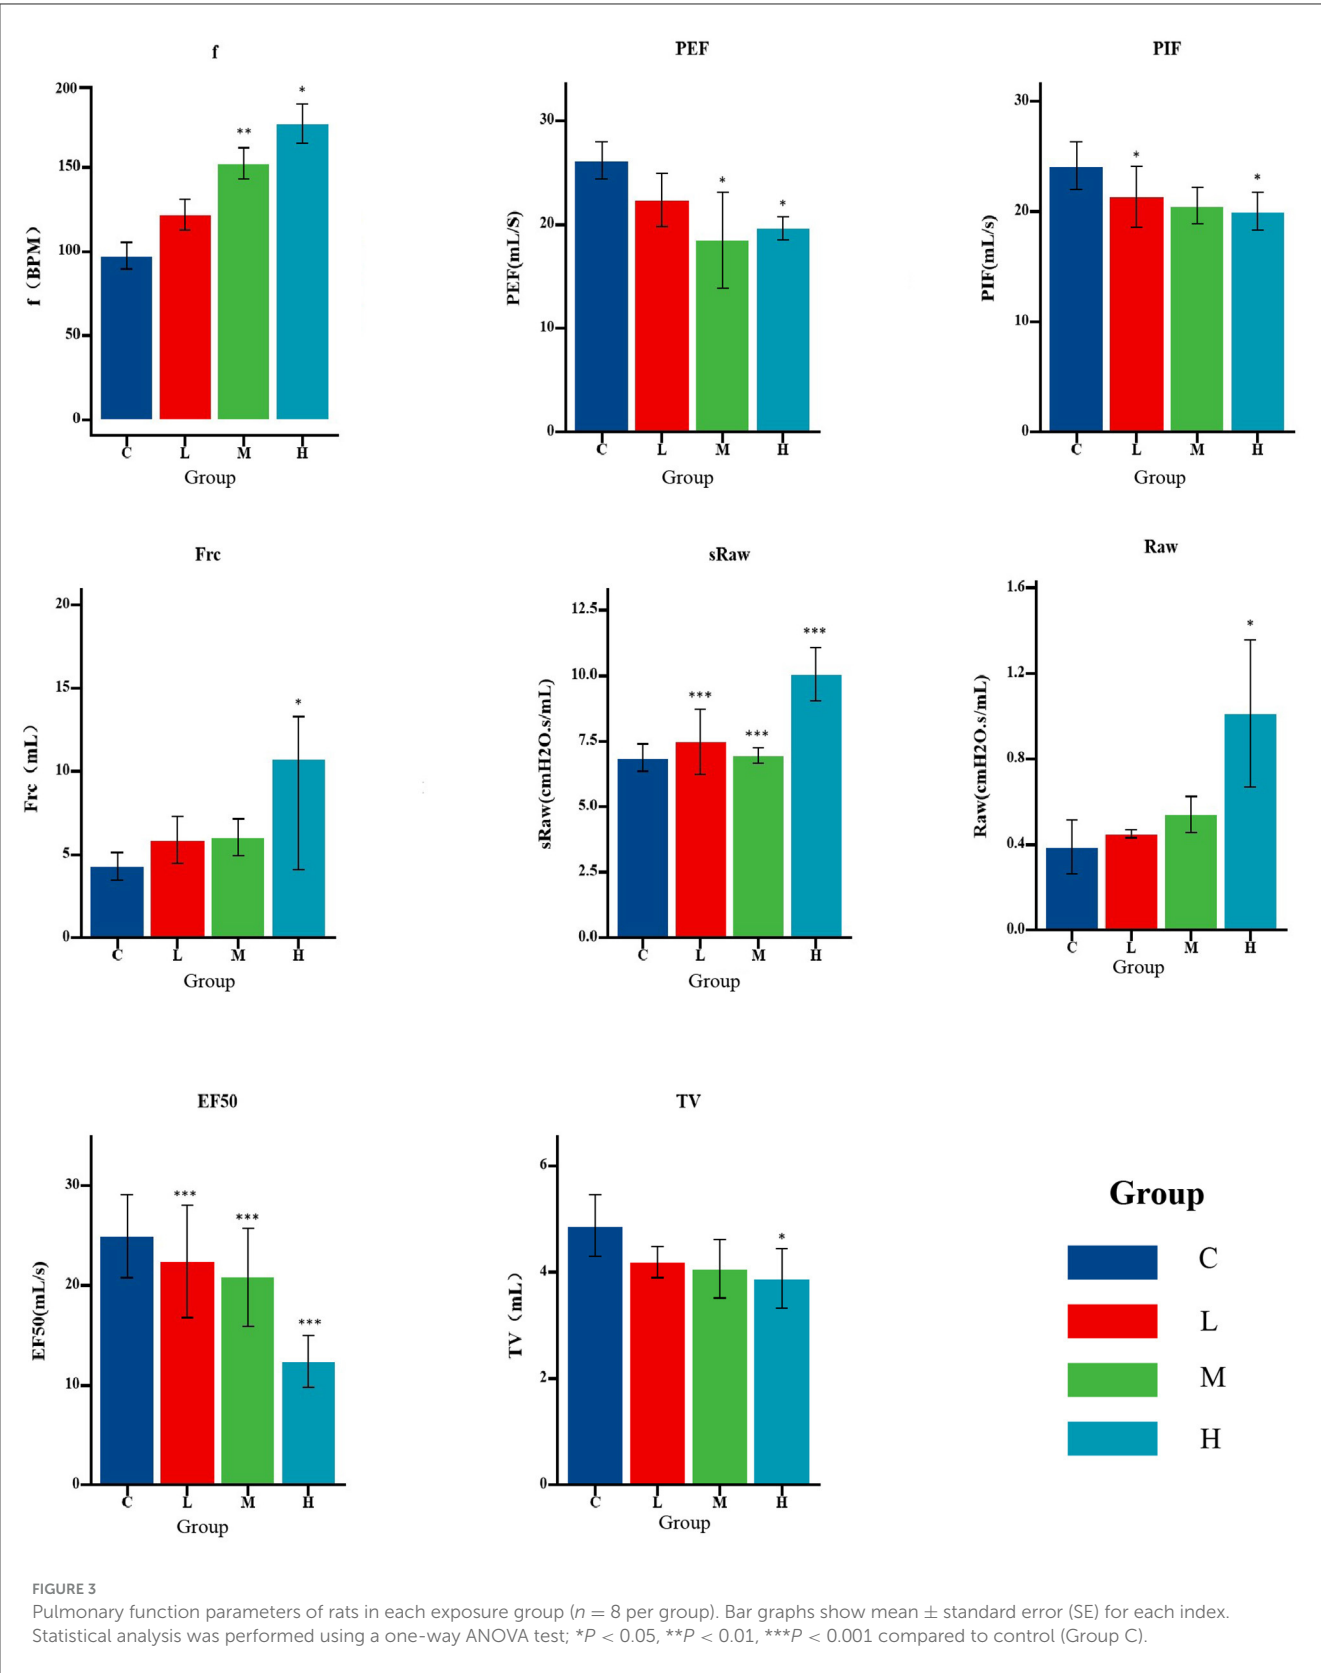 f
f（BPM）
200
150
100
50
0
**
*
C L M H
Group
PEF
PEF(mL/S)
30
20
10
0
*
*
C L M H
Group
PIF
PIF(mL/s)
30
20
10
0
*
*
C L M H
Group
Frc
Frc（mL）
20
15
10
5
0
*
C L M H
Group
sRaw
sRaw(cmH2O.s/mL)
12.5
10.0
7.5
5.0
2.5
0.0
***
***
***
C L M H
Group
Raw
Raw(cmH2O.s/mL)
1.6
1.2
0.8
0.4
0.0
*
C L M H
Group
EF50
EF50(mL/s)
30
20
10
0
***
***
***
C L M H
Group
TV
TV（mL）
6
4
2
0
*
C L M H
Group
Group
C
L
M
H
FIGURE 3
Pulmonary function parameters of rats in each exposure group (n = 8 per group). Bar graphs show mean ± standard error (SE) for each index.
Statistical analysis was performed using a one-way ANOVA test; *P < 0.05, **P < 0.01, ***P < 0.001 compared to control (Group C).